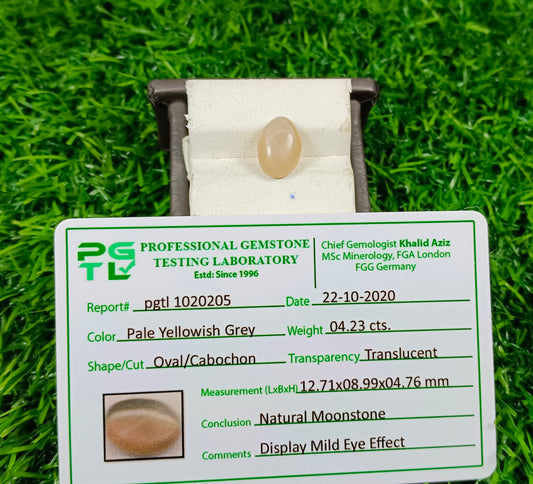 PG
TL
PROFESSIONAL GEMSTONE
TESTING LABORATORY
Estd: Since 1996
Chief Gemologist Khalid Aziz
MSc Minerology, FGA London
FGG Germany
Report# pgtl 1020205 Date 22-10-2020
Color Pale Yellowish Grey Weight 04.23 cts.
Shape/Cut Oval/Cabochon Transparency Translucent
Measurement (LxBxH) 12.71x08.99x04.76 mm
Conclusion Natural Moonstone
Comments Display Mild Eye Effect